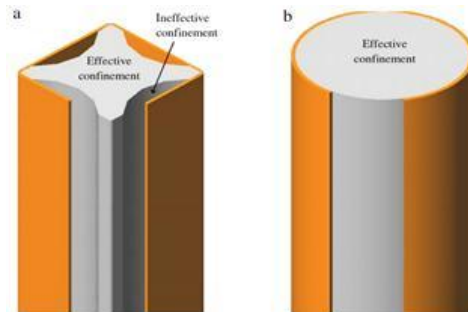 a
Ineffective
confinement
Effective
confinement
b
Effective
confinement